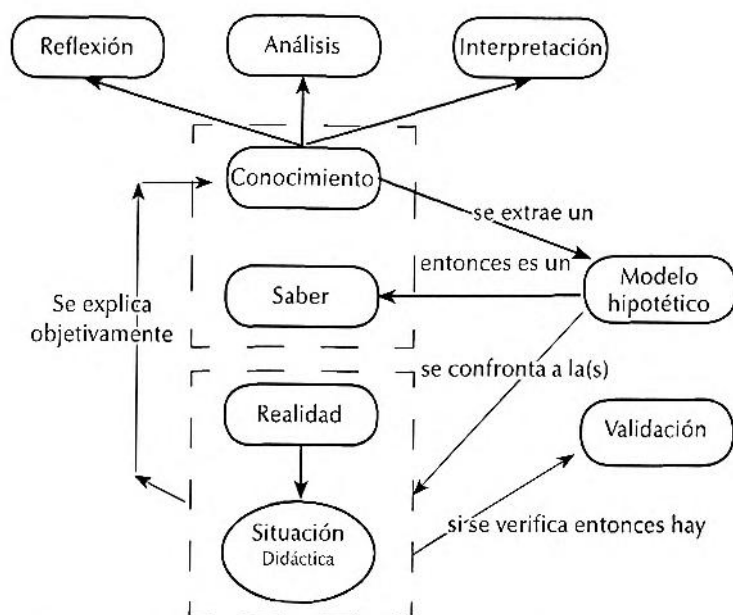 Reflexión
Análisis
Interpretación
Conocimiento
se extrae un
entonces es un
Modelo
hipotético
Saber
Se explica
objetivamente
se confronta a la(s)
Realidad
Validación
Situación
Didáctica
si se verifica entonces hay